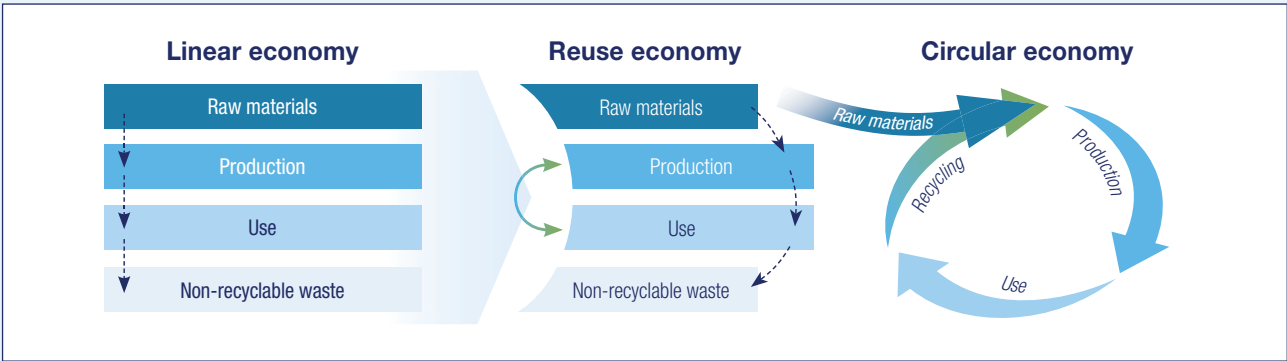 Linear economy
Raw materials
Production
Use
Non-recyclable waste
Reuse economy
Raw materials
Production
Use
Non-recyclable waste
Circular economy
Raw materials
Production
Use
Recycling